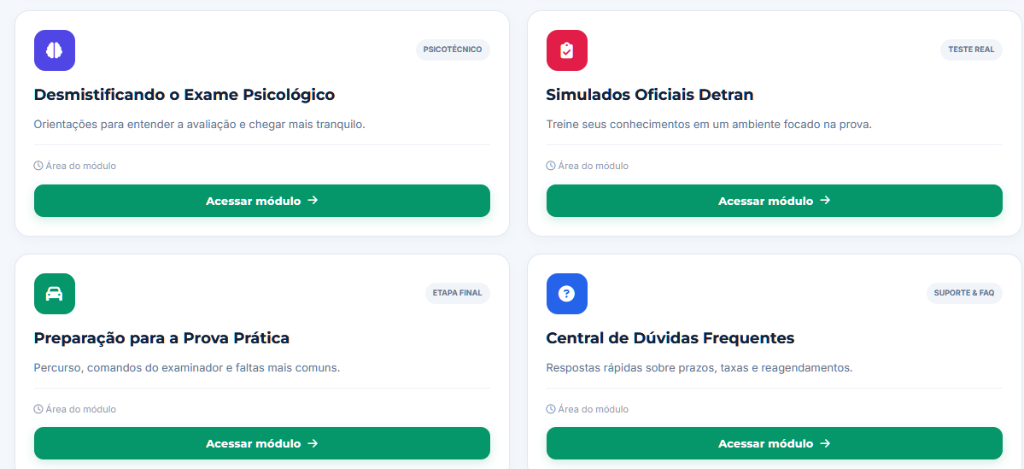 PSICOTÉCNICO
Desmistificando o Exame Psicológico
Orientações para entender a avaliação e chegar mais tranquilo.
Área do módulo
Acessar módulo →
TESTE REAL
Simulados Oficiais Detran
Treine seus conhecimentos em um ambiente focado na prova.
Área do módulo
Acessar módulo →
ETAPA FINAL
Preparação para a Prova Prática
Percurso, comandos do examinador e faltas mais comuns.
Área do módulo
Acessar módulo →
SUPORTE & FAQ
Central de Dúvidas Frequentes
Respostas rápidas sobre prazos, taxas e reagendamentos.
Área do módulo
Acessar módulo →